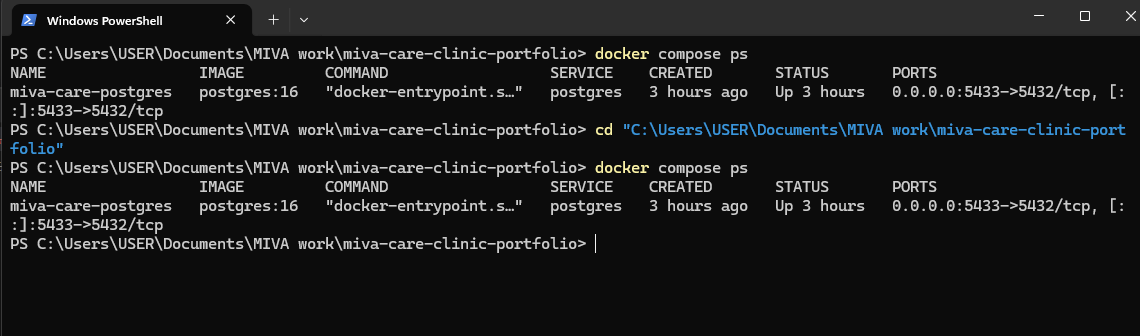 Windows PowerShell
PS C:\Users\USER\Documents\MIVA work\miva-care-clinic-portfolio> docker compose ps
NAME IMAGE COMMAND SERVICE CREATED STATUS PORTS
miva-care-postgres postgres:16 "docker-entrypoint.s…" postgres 3 hours ago Up 3 hours 0.0.0.0:5433->5432/tcp, [:
:]:5433->5432/tcp
PS C:\Users\USER\Documents\MIVA work\miva-care-clinic-portfolio> cd "C:\Users\USER\Documents\MIVA work\miva-care-clinic-port
folio"
PS C:\Users\USER\Documents\MIVA work\miva-care-clinic-portfolio> docker compose ps
NAME IMAGE COMMAND SERVICE CREATED STATUS PORTS
miva-care-postgres postgres:16 "docker-entrypoint.s…" postgres 3 hours ago Up 3 hours 0.0.0.0:5433->5432/tcp, [:
:]:5433->5432/tcp
PS C:\Users\USER\Documents\MIVA work\miva-care-clinic-portfolio>